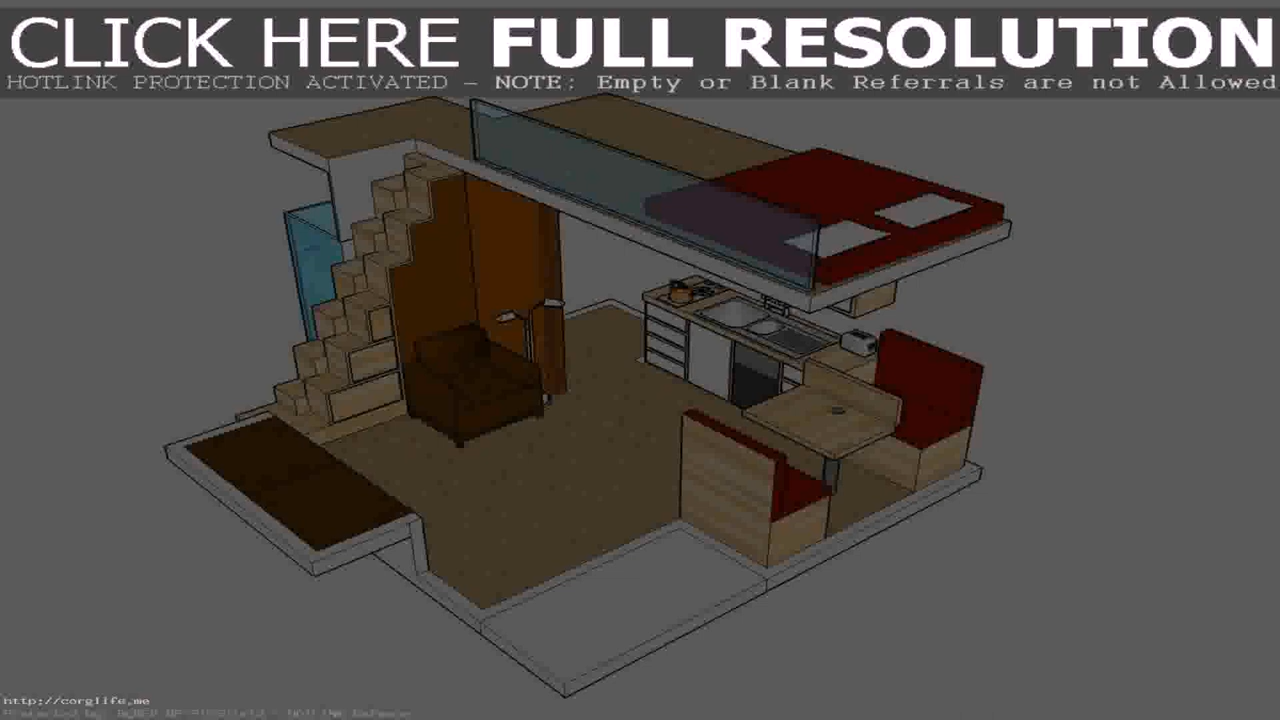 CLICK HERE FULL RESOLUTION
HOTLINK PROTECTION ACTIVATED – NOTE: Empty or Blank Referrals are not Allowed
http://corglife.me